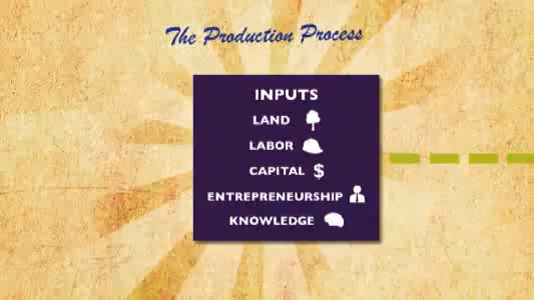 The Production Process
INPUTS
LAND
LABOR
CAPITAL $
ENTREPRENEURSHIP
KNOWLEDGE